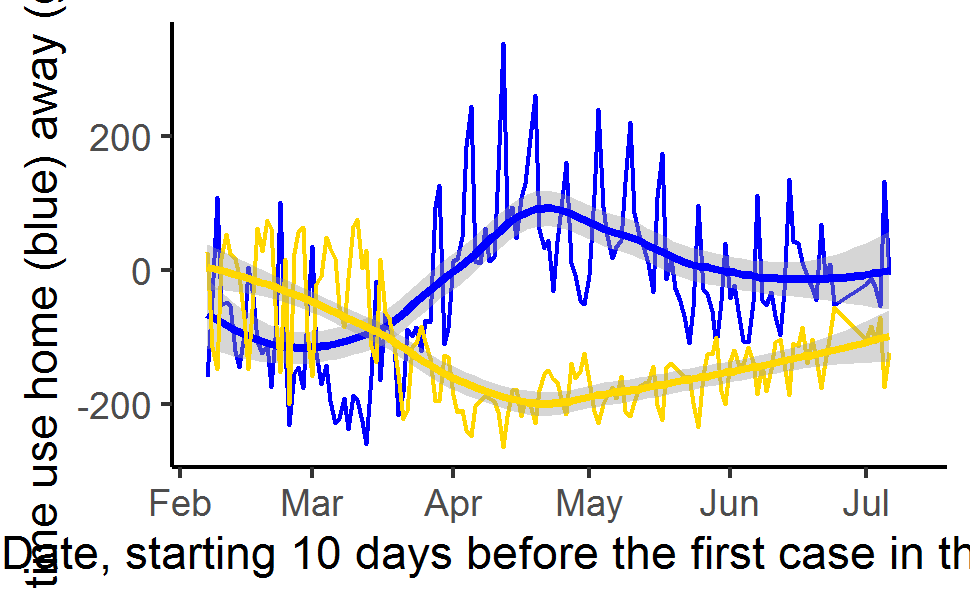 time use home (blue) away (
200
0
-200
Feb Mar Apr May Jun Jul
Date, starting 10 days before the first case in th